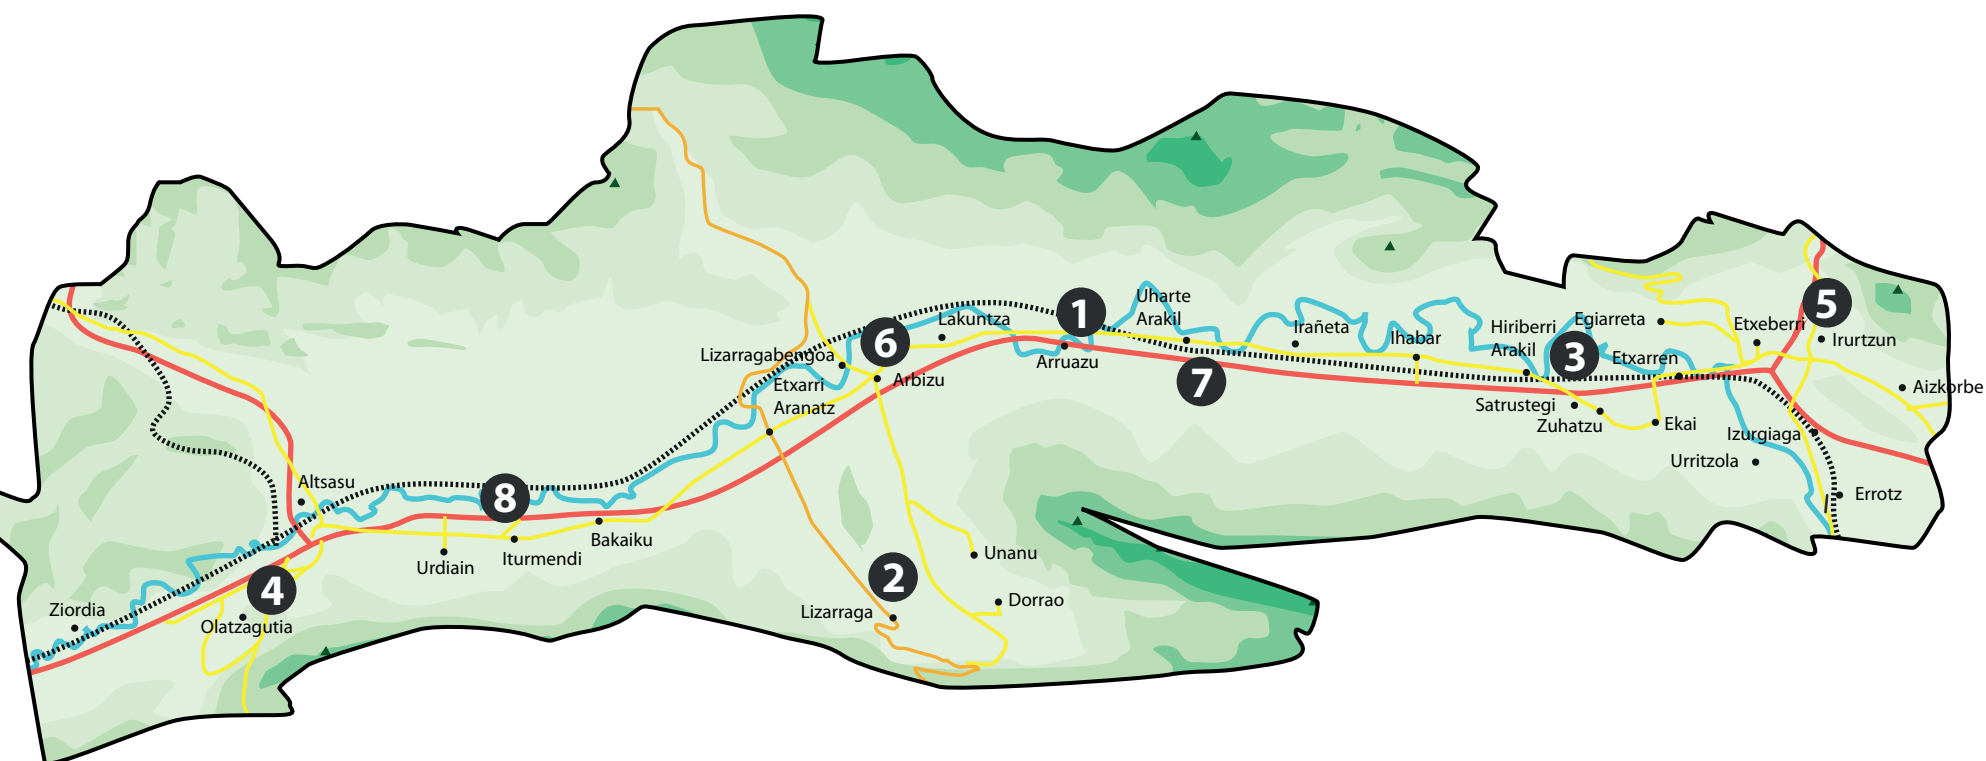 1
Uharte
Arakil
5
Lakuntza
Irañeta
Hiriberri
Arakil
Egiarreta
Etxeberri
Irurtzun
6
Lizarragabengoa
Arruazu
Ihabar
3
Etxarren
Etxarri
Aranatz
Arbizu
7
Aizkorbe
Satrustegi
Zuhatzu
Ekai
Izurgiaga
Urritzola
Errotz
Altsasu
8
Bakaiku
Iturmendi
Urdiain
Unanu
4
2
Dorrao
Lizarraga
Ziordia
Olatzagutia